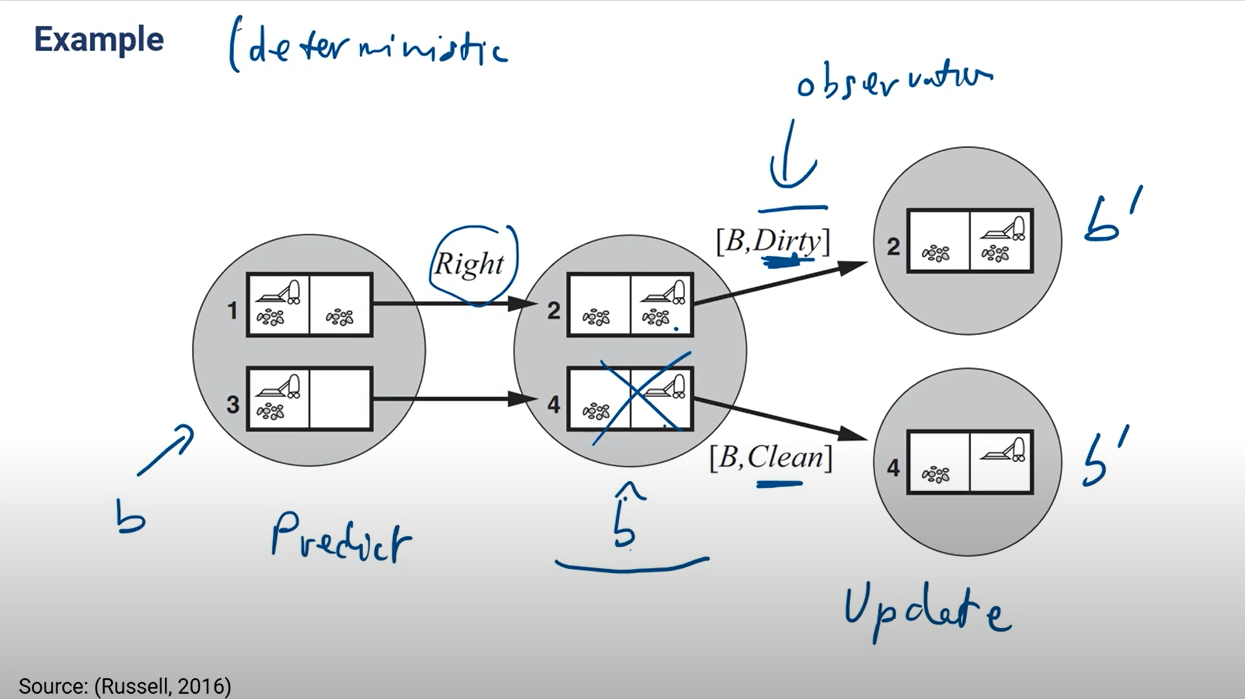 Example (deterministic
observation
[B,Dirty]
2
b'
Right
1
2
3
4
[B,Clean]
4
b'
b
Predict
b̂
Update
Source: (Russell, 2016)